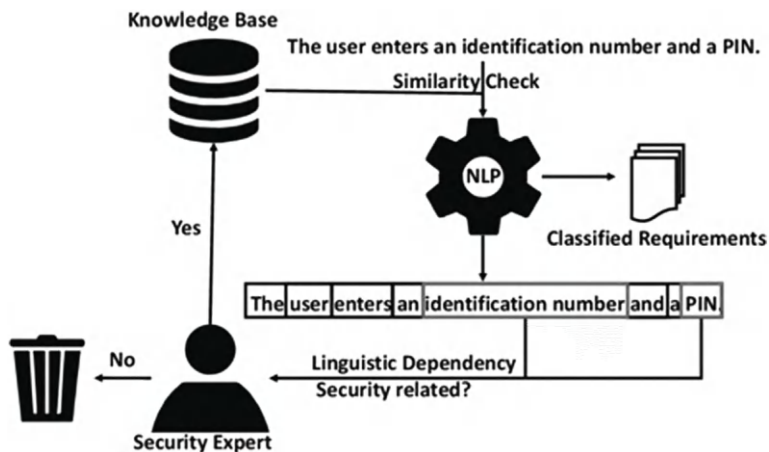 Knowledge Base
The user enters an identification number and a PIN.
Similarity Check
NLP
Classified Requirements
Yes
The user enters an identification number and a PIN.
No
Linguistic Dependency
Security related?
Security Expert